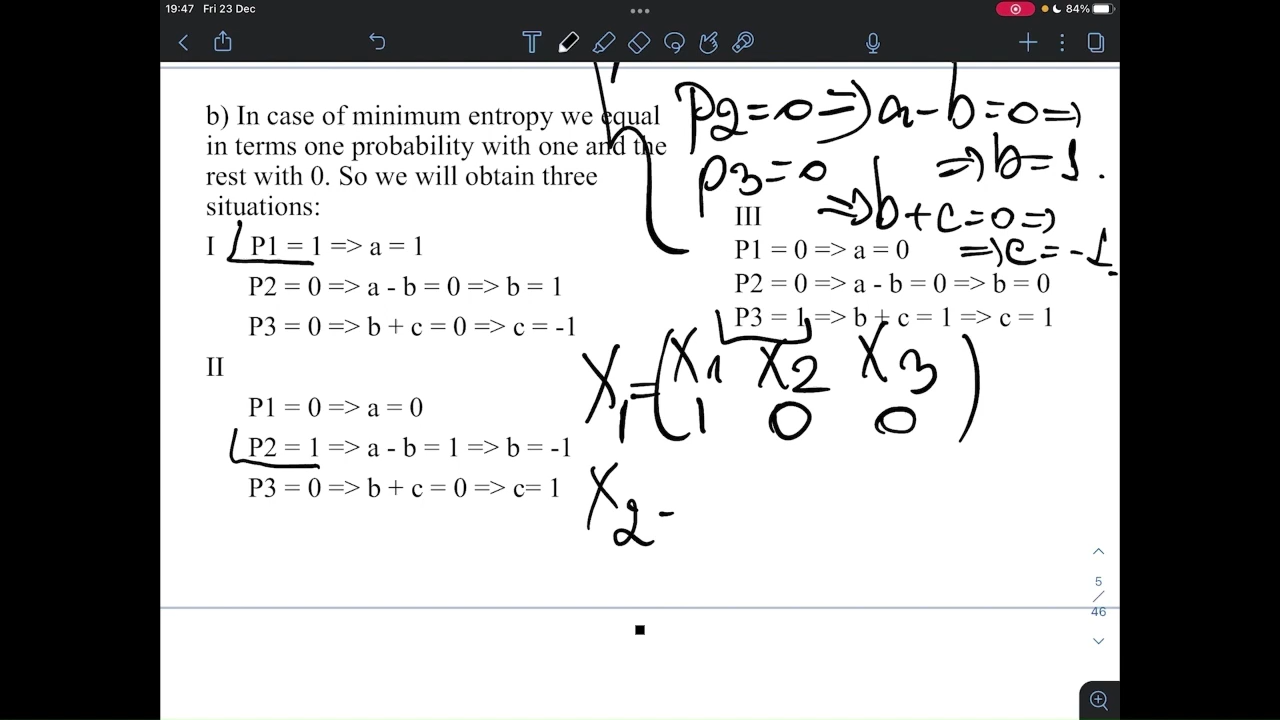 19:47 Fri 23 Dec
84%
T
b) In case of minimum entropy we equal
in terms one probability with one and the
rest with 0. So we will obtain three
situations:
I P1 = 1 => a = 1
P2 = 0 => a - b = 0 => b = 1
P3 = 0 => b + c = 0 => c = -1
II
P1 = 0 => a = 0
P2 = 1 => a - b = 1 => b = -1
P3 = 0 => b + c = 0 => c= 1
P2 = 0 => a - b = 0 =>
=> b = 1.
P3 = 0
=> b + c = 0 =>
=> c = -1.
III
P1 = 0 => a = 0
P2 = 0 => a - b = 0 => b = 0
P3 = 1 => b + c = 1 => c = 1
X1 = ( X1 X2 X3 )
1 0 0
X2 -
5
/
46